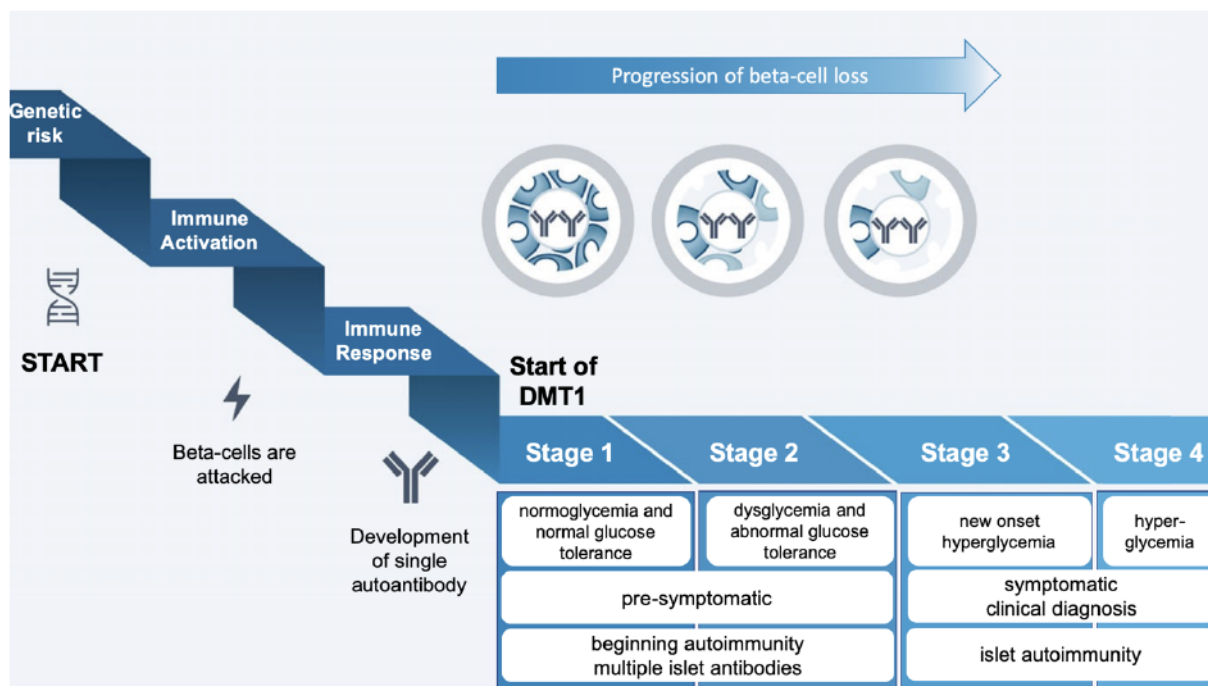 Progression of beta-cell loss
Genetic
risk
Immune
Activation
Immune
Response
START
Start of
DMT1
Beta-cells are
attacked
Development
of single
autoantibody
Stage 1
Stage 2
Stage 3
Stage 4
normoglycemia and
normal glucose
tolerance
dysglycemia and
abnormal glucose
tolerance
new onset
hyperglycemia
hyper-
glycemia
pre-symptomatic
symptomatic
clinical diagnosis
beginning autoimmunity
multiple islet antibodies
islet autoimmunity